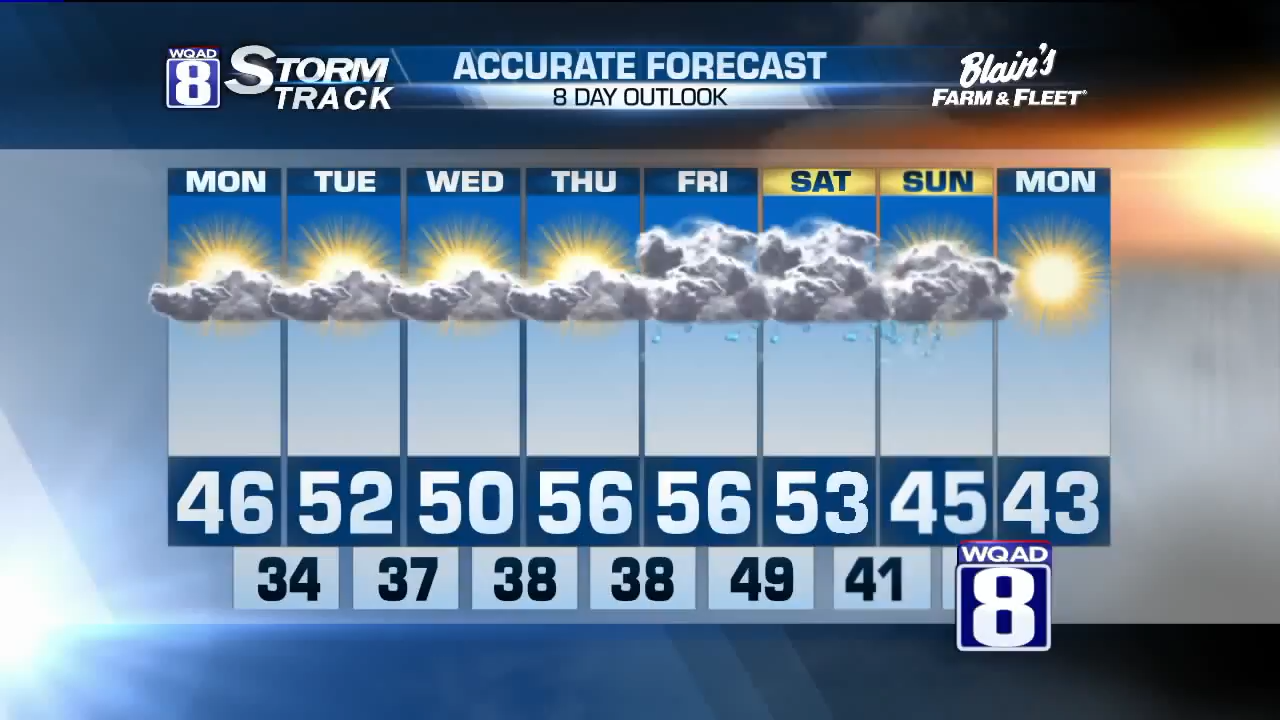 WQAD
8
STORM
TRACK
ACCURATE FORECAST
8 DAY OUTLOOK
Blain's
FARM & FLEET®
MON TUE WED THU FRI SAT SUN MON
46 52 50 56 56 53 45 43
34 37 38 38 49 41
WQAD
8